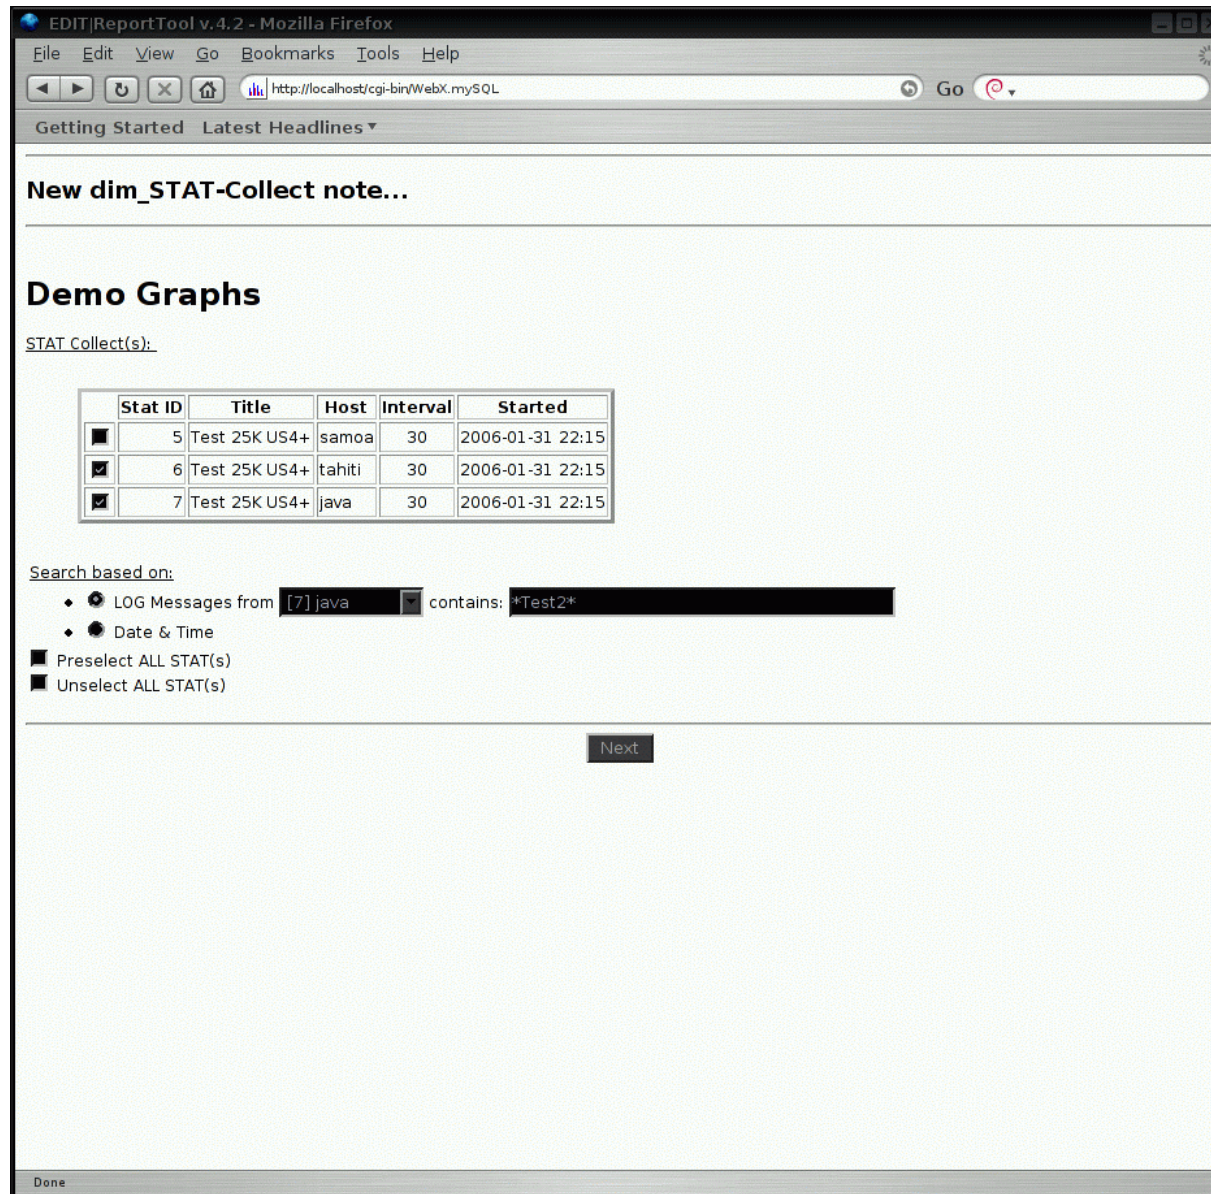 EDIT|ReportTool v.4.2 - Mozilla Firefox
File Edit View Go Bookmarks Tools Help
http://localhost/cgi-bin/WebX.mySQL Go
Getting Started Latest Headlines
New dim_STAT-Collect note...
Demo Graphs
STAT Collect(s):
Stat ID Title Host Interval Started
5 Test 25K US4+ samoa 30 2006-01-31 22:15
6 Test 25K US4+ tahiti 30 2006-01-31 22:15
7 Test 25K US4+ java 30 2006-01-31 22:15
Search based on:
LOG Messages from [7] java contains: *Test2*
Date & Time
Preselect ALL STAT(s)
Unselect ALL STAT(s)
Next
Done